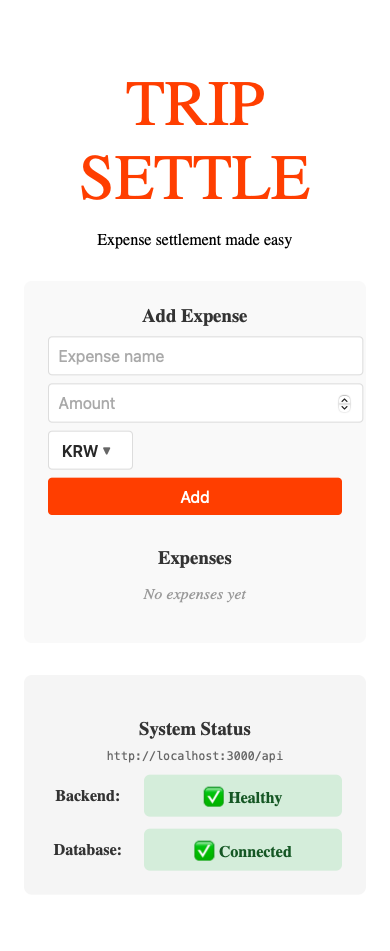 TRIP
SETTLE
Expense settlement made easy
Add Expense
Expense name
Amount
KRW ▼
Add
Expenses
No expenses yet
System Status
http://localhost:3000/api
Backend: ✅ Healthy
Database: ✅ Connected